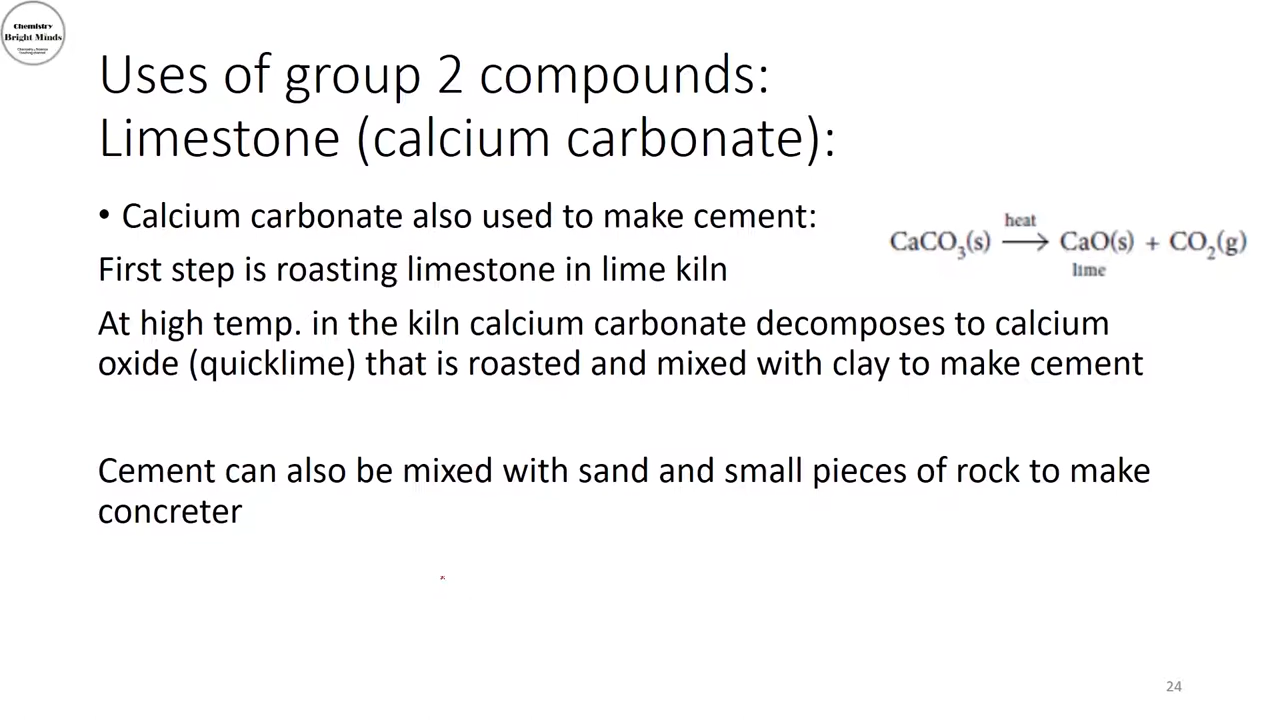 Chemistry
Bright Minds
Uses of group 2 compounds:
Limestone (calcium carbonate):
• Calcium carbonate also used to make cement:
heat
CaCO₃(s) ⟶ CaO(s) + CO₂(g)
lime
First step is roasting limestone in lime kiln
At high temp. in the kiln calcium carbonate decomposes to calcium
oxide (quicklime) that is roasted and mixed with clay to make cement
Cement can also be mixed with sand and small pieces of rock to make
concreter
24